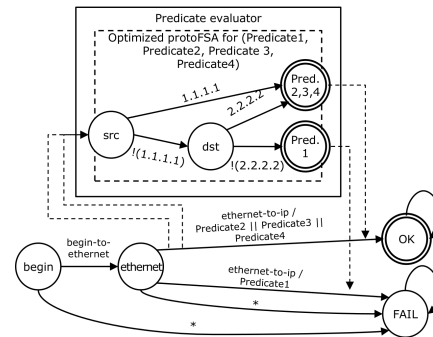 Predicate evaluator
Optimized protoFSA for (Predicate1,
Predicate2, Predicate 3,
Predicate4)
1.1.1.1
Pred.
2,3,4
src
2.2.2.2
dst
Pred.
1
!(1.1.1.1)
!(2.2.2.2)
ethernet-to-ip /
Predicate2 || Predicate3 ||
Predicate4
OK
begin-to-
ethernet
begin
ethernet
ethernet-to-ip /
Predicate1
*
FAIL
*